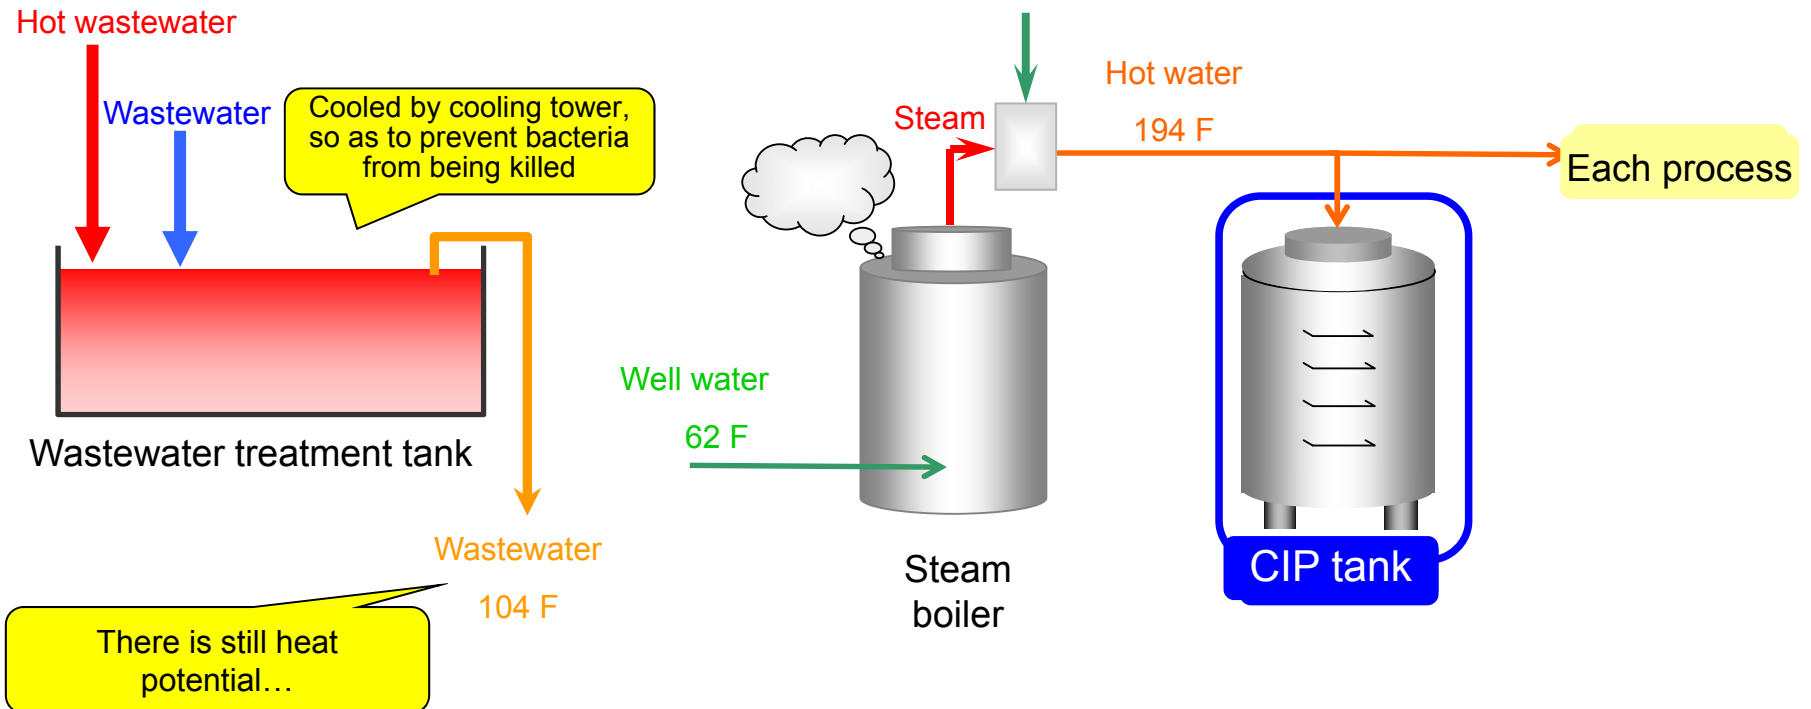 Hot wastewater
Wastewater
Cooled by cooling tower,
so as to prevent bacteria
from being killed
Wastewater treatment tank
Wastewater
104 F
There is still heat
potential…
Steam
Hot water
194 F
Each process
Well water
62 F
Steam
boiler
CIP tank